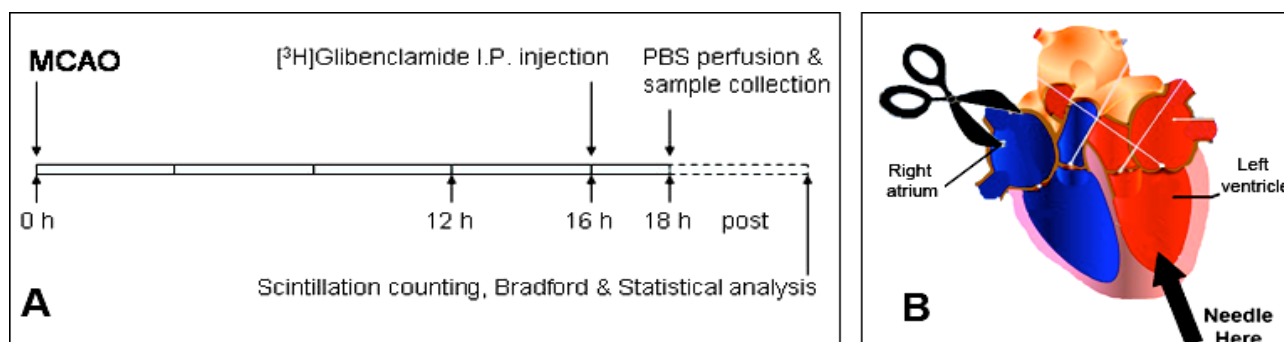 MCAO
[³H]Glibenclamide I.P. injection
PBS perfusion &
sample collection
0 h
12 h
16 h
18 h
post
Scintillation counting, Bradford & Statistical analysis
A
Right
atrium
Left
ventricle
B
Needle
Here